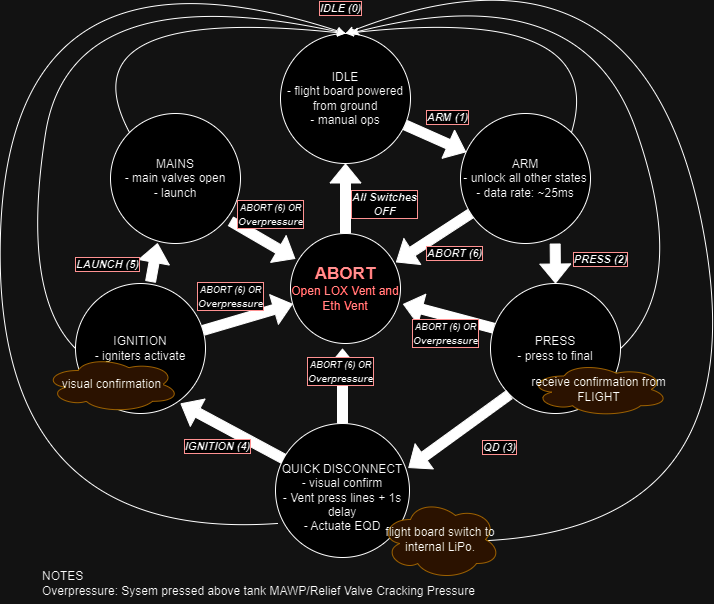 IDLE (0)
IDLE
- flight board powered
from ground
- manual ops
ARM (1)
MAINS
- main valves open
- launch
ARM
- unlock all other states
- data rate: ~25ms
All Switches
OFF
ABORT (6) OR
Overpressure
ABORT (6)
LAUNCH (5)
ABORT
Open LOX Vent and
Eth Vent
PRESS (2)
ABORT (6) OR
Overpressure
ABORT (6) OR
Overpressure
IGNITION
- igniters activate
visual confirmation
PRESS
- press to final
receive confirmation from
FLIGHT
ABORT (6) OR
Overpressure
IGNITION (4)
QD (3)
QUICK DISCONNECT
- visual confirm
- Vent press lines + 1s
delay
- Actuate EQD
flight board switch to
internal LiPo.
NOTES
Overpressure: Sysem pressed above tank MAWP/Relief Valve Cracking Pressure